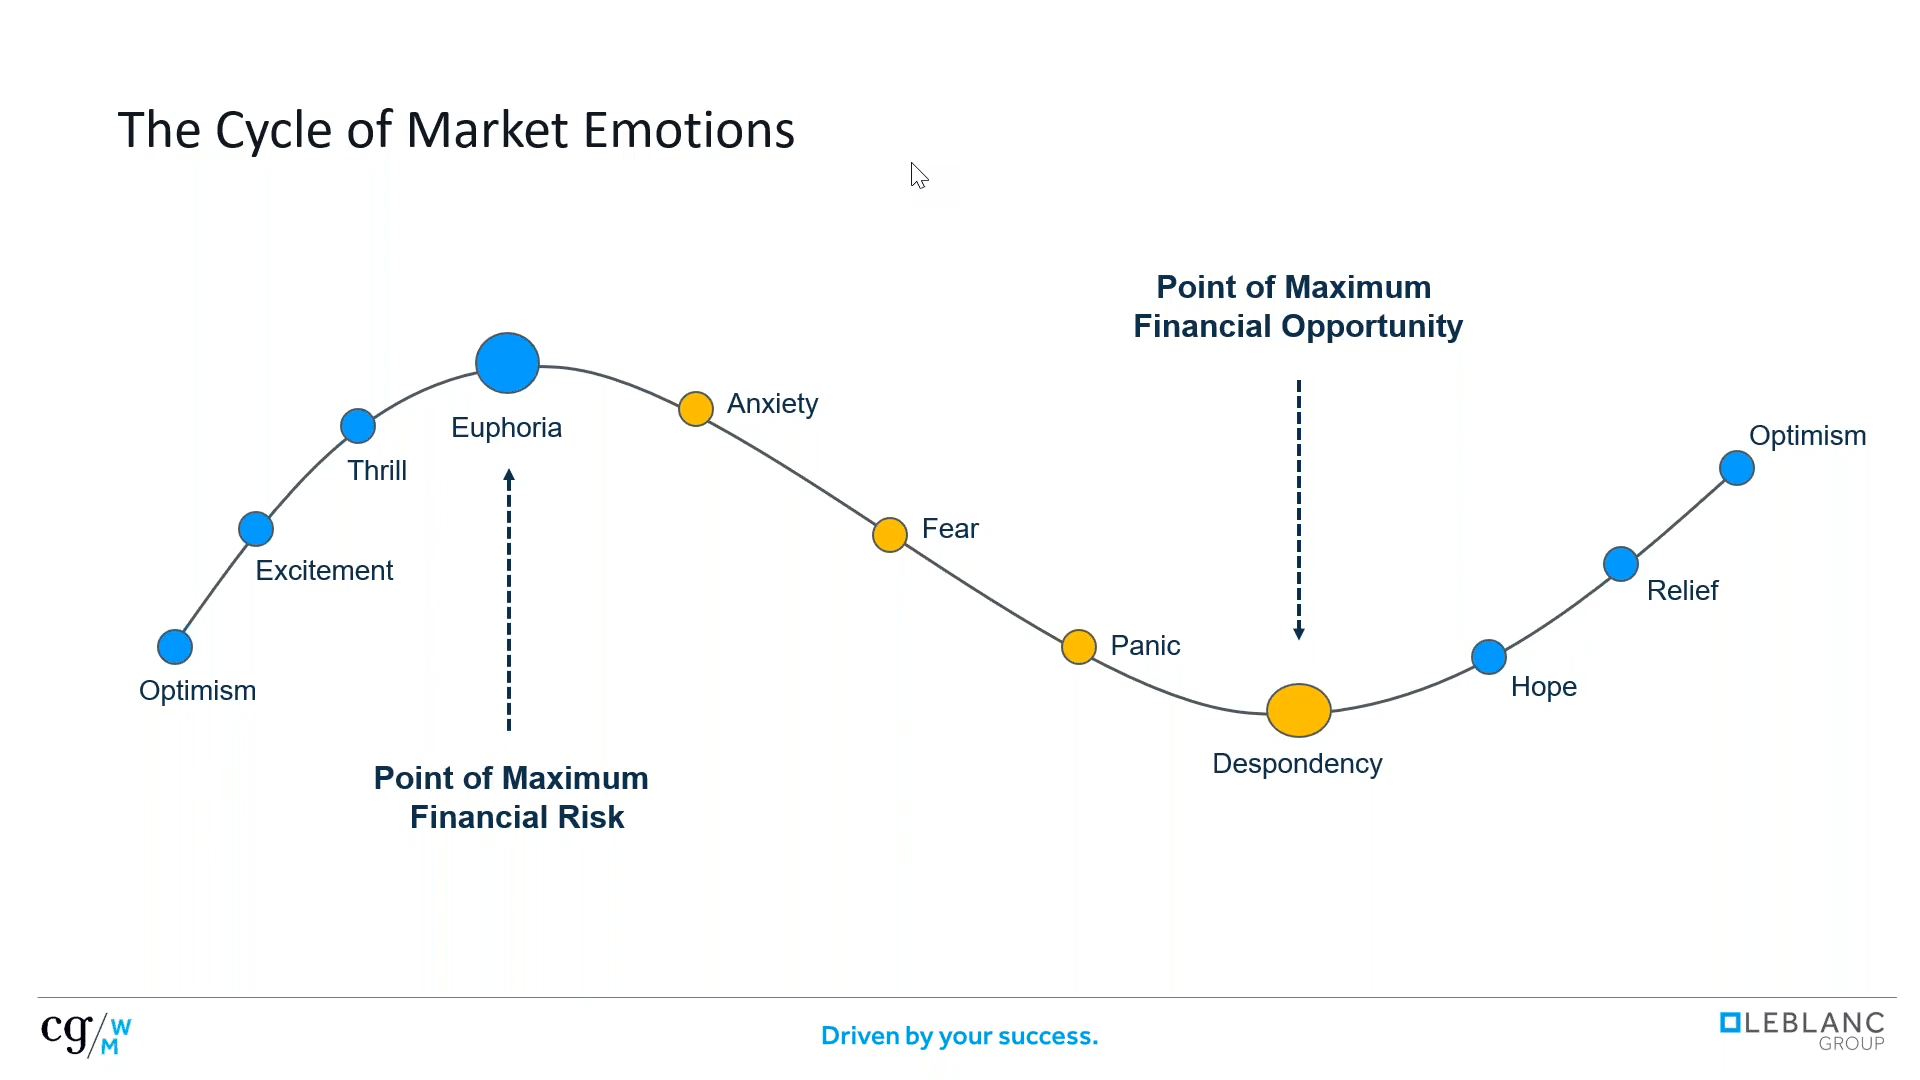 The Cycle of Market Emotions
Point of Maximum
Financial Opportunity
Euphoria
Anxiety
Thrill
Optimism
Excitement
Fear
Relief
Panic
Hope
Optimism
Despondency
Point of Maximum
Financial Risk
cg/WM
Driven by your success.
LEBLANC
GROUP